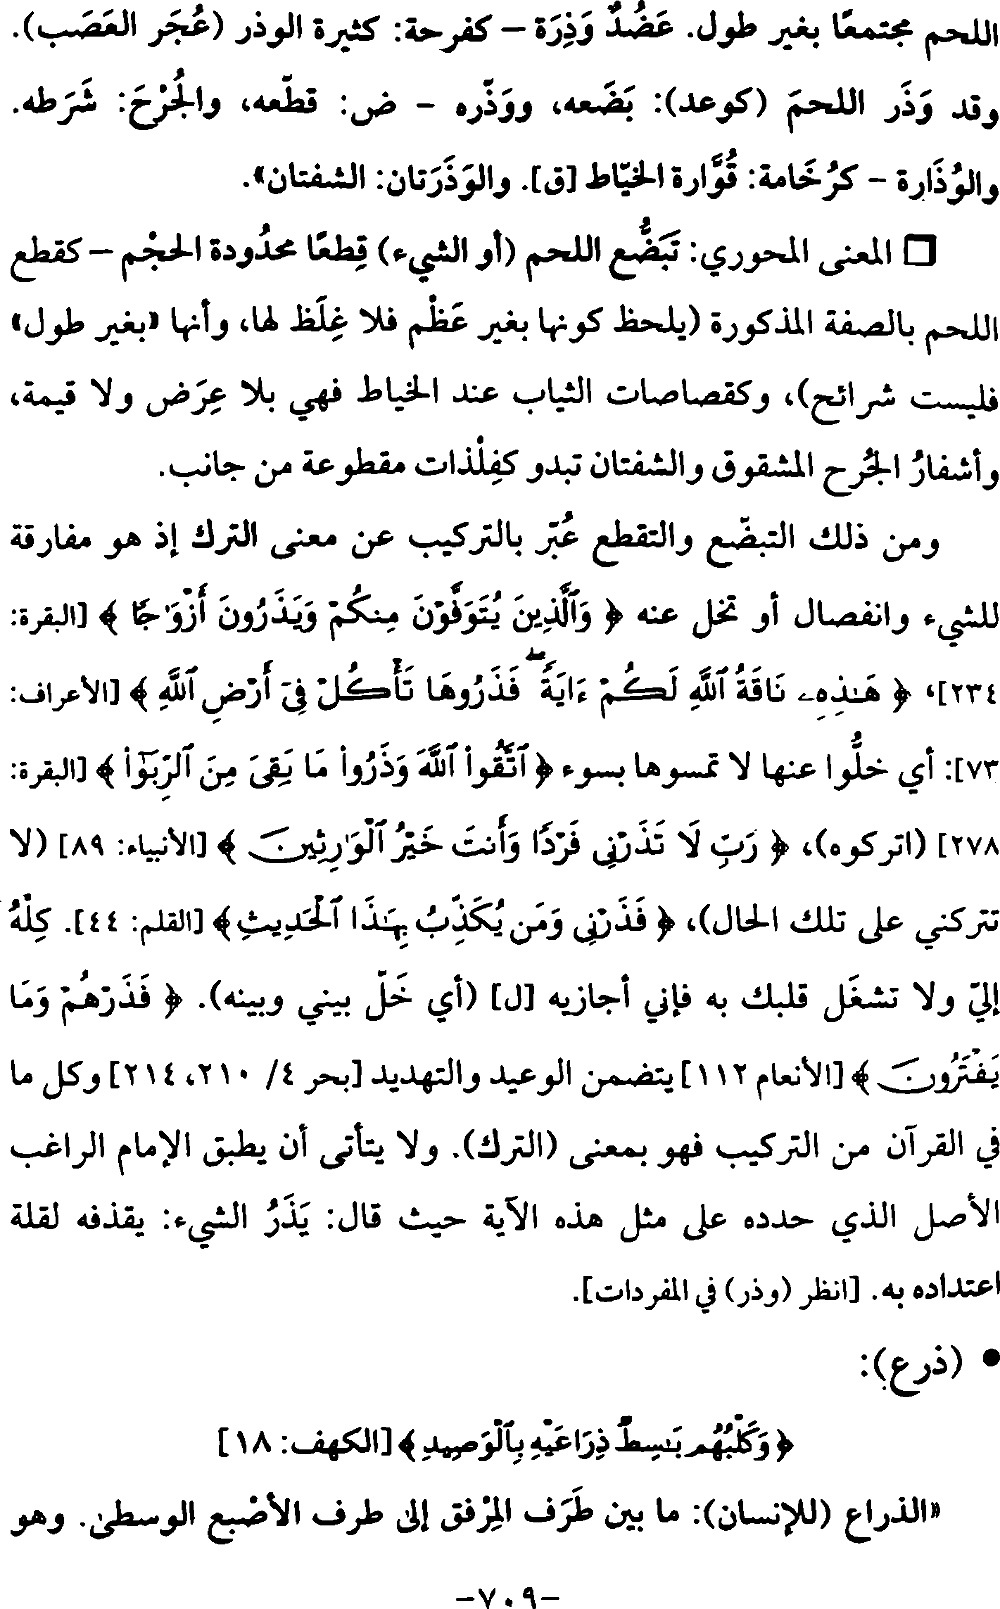 اللحم مجتمعًا بغير طول. عَضُدٌ وَذِرَة – كفرحة: كثيرة الوذر (عُجَر العَصَب).
وقد وَذَر اللحمَ (كوعد): بَضَعه، ووَذّره – ض: قطّعه، والجُرْحَ: شَرَطه.
والوُذَارة – كرُخَامة: قُوَّارة الخيّاط [ق]. والوَذَرَتان: الشفتان».
❑ المعنى المحوري: تَبَضُّع اللحم (أو الشيء) قِطعًا محدُودة الحجْم – كقطع
اللحم بالصفة المذكورة (يلحظ كونها بغير عَظْم فلا غِلَظ لها، وأنها «بغير طول»
فليست شرائح)، وكقصاصات الثياب عند الخياط فهي بلا عِرَض ولا قيمة،
وأشفارُ الجُرح المشقوق والشفتان تبدو كفِلْذات مقطوعة من جانب.
ومن ذلك التبضّع والتقطع عُبّر بالتركيب عن معنى الترك إذ هو مفارقة
للشيء وانفصال أو تخل عنه ﴿ وَٱلَّذِينَ يُتَوَفَّوْنَ مِنكُمْ وَيَذَرُونَ أَزْوَٰجًا ﴾ [البقرة:
٢٣٤]، ﴿ هَـٰذِهِۦ نَاقَةُ ٱللَّهِ لَكُمْ ءَايَةً ۖ فَذَرُوهَا تَأْكُلْ فِىٓ أَرْضِ ٱللَّهِ ﴾ [الأعراف:
٧٣]: أي خلُّوا عنها لا تمسوها بسوء ﴿ ٱتَّقُوا۟ ٱللَّهَ وَذَرُوا۟ مَا بَقِىَ مِنَ ٱلرِّبَوٰٓا۟ ﴾ [البقرة:
٢٧٨] (اتركوه)، ﴿ رَبِّ لَا تَذَرْنِى فَرْدًا وَأَنتَ خَيْرُ ٱلْوَٰرِثِينَ ﴾ [الأنبياء: ٨٩] (لا
تتركني على تلك الحال)، ﴿ فَذَرْنِى وَمَن يُكَذِّبُ بِهَـٰذَا ٱلْحَدِيثِ ﴾ [القلم: ٤٤]. كِلْهُ
إليّ ولا تشغَل قلبك به فإني أجازيه [ل] (أي خَلّ بيني وبينه). ﴿ فَذَرْهُمْ وَمَا
يَفْتَرُونَ ﴾ [الأنعام ١١٢] يتضمن الوعيد والتهديد [بحر ٤/ ٢١٠، ٢١٤] وكل ما
في القرآن من التركيب فهو بمعنى (الترك). ولا يتأتى أن يطبق الإمام الراغب
الأصل الذي حدده على مثل هذه الآية حيث قال: يَذَرُ الشيء: يقذفه لقلة
اعتداده به. [انظر (وذر) في المفردات].
• (ذرع):
﴿ وَكَلْبُهُم بَـٰسِطٌ ذِرَاعَيْهِ بِٱلْوَصِيدِ ﴾ [الكهف: ١٨]
«الذراع (للإنسان): ما بين طَرَف المِرْفق إلى طرف الأصْبع الوسطى. وهو
-٧٠٩-